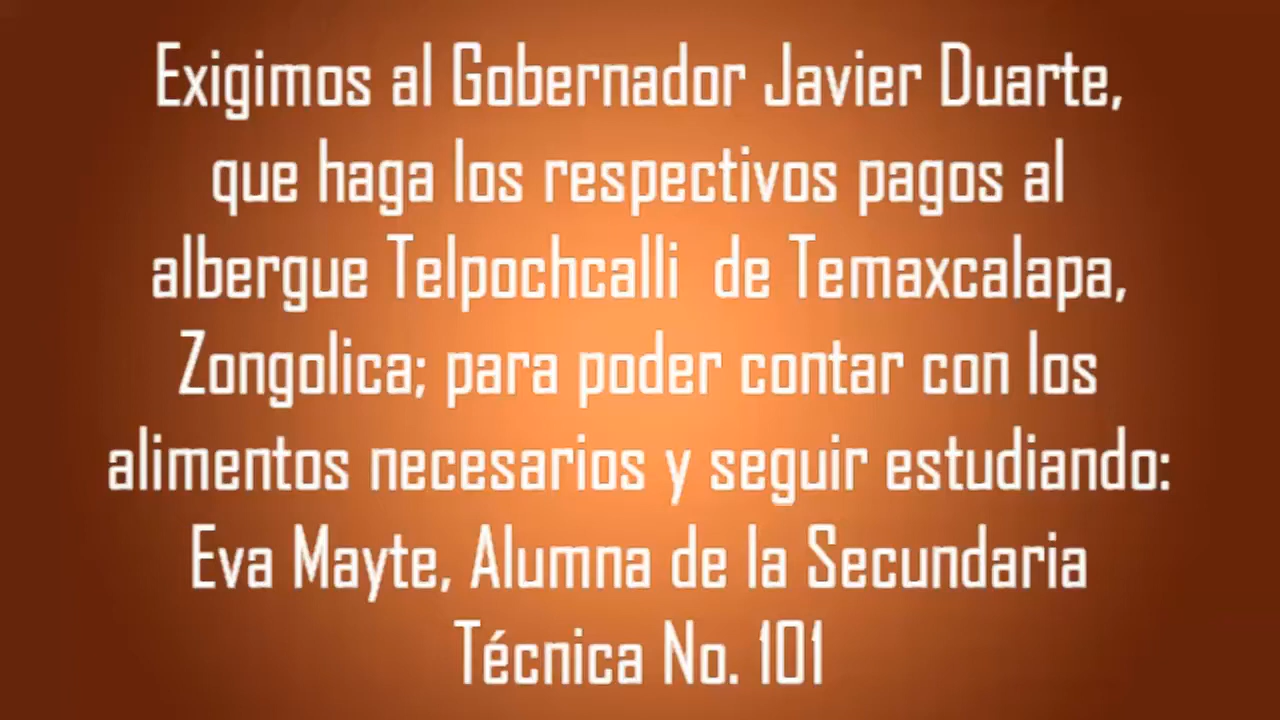 Exigimos al Gobernador Javier Duarte,
que haga los respectivos pagos al
albergue Telpochcalli de Temaxcalapa,
Zongolica; para poder contar con los
alimentos necesarios y seguir estudiando:
Eva Mayte, Alumna de la Secundaria
Técnica No. 101